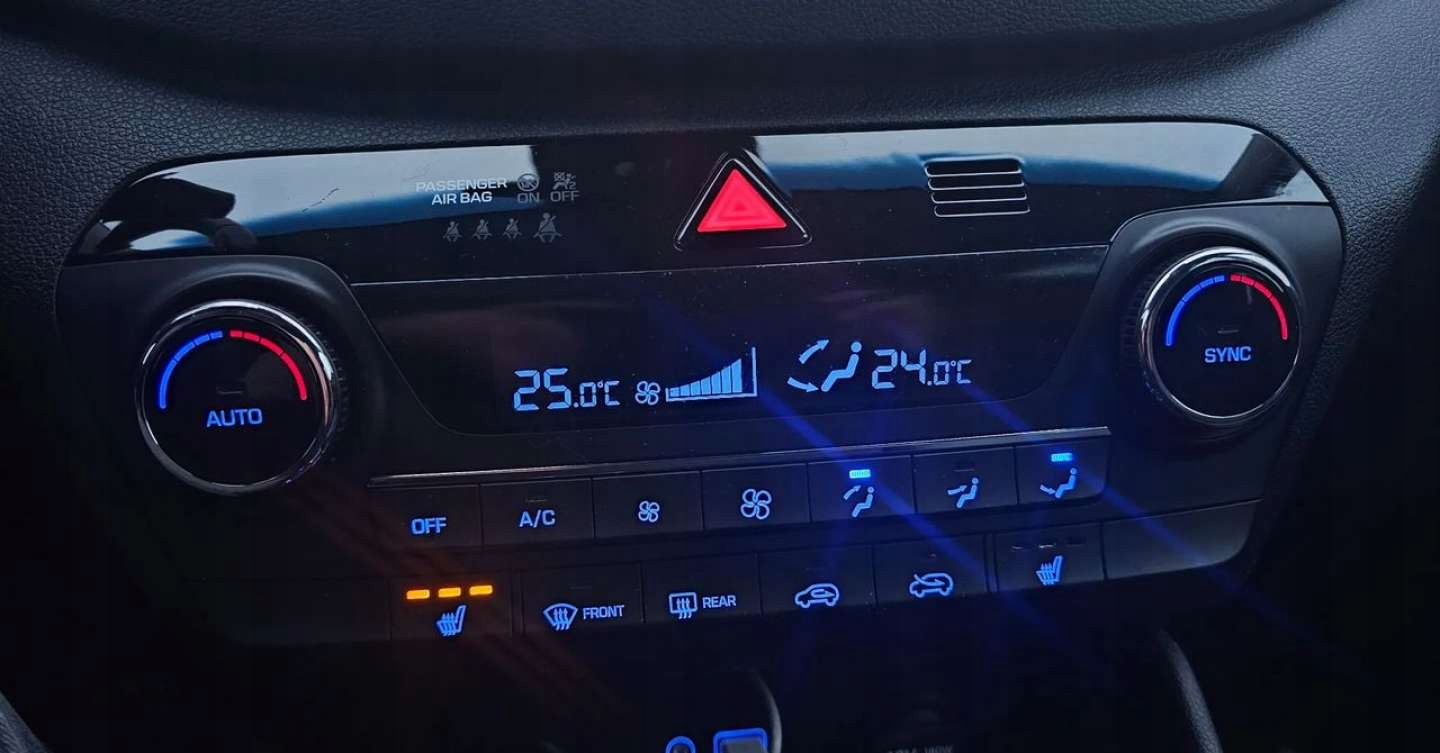 PASSENGER
AIR BAG
ON
OFF
AUTO
25.0°C
24.0°C
SYNC
OFF
A/C
FRONT
REAR